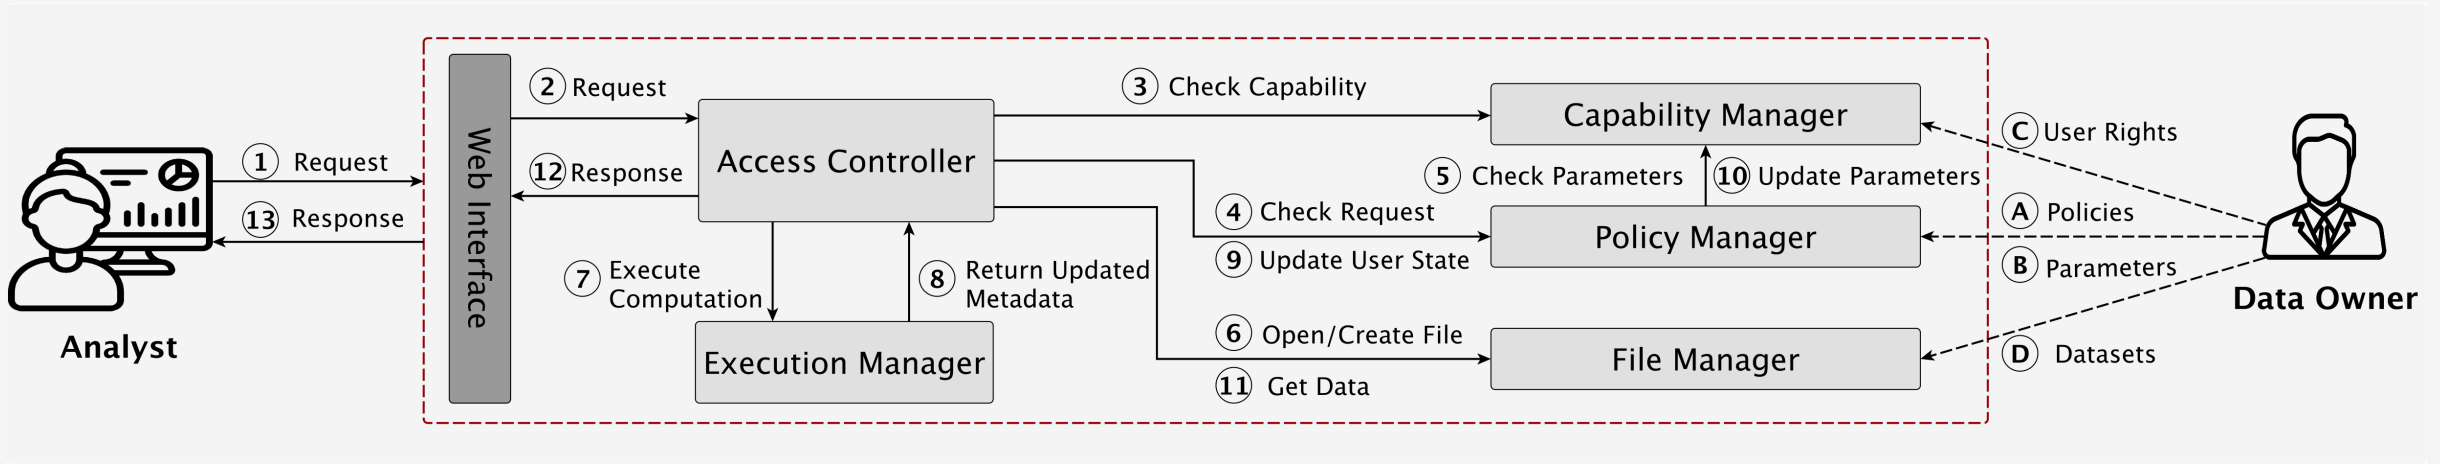 1 Request
13 Response
Analyst
Web Interface
2 Request
12 Response
Access Controller
7 Execute
Computation
8 Return Updated
Metadata
Execution Manager
3 Check Capability
4 Check Request
9 Update User State
6 Open/Create File
11 Get Data
Capability Manager
5 Check Parameters
10 Update Parameters
Policy Manager
File Manager
C User Rights
A Policies
B Parameters
D Datasets
Data Owner